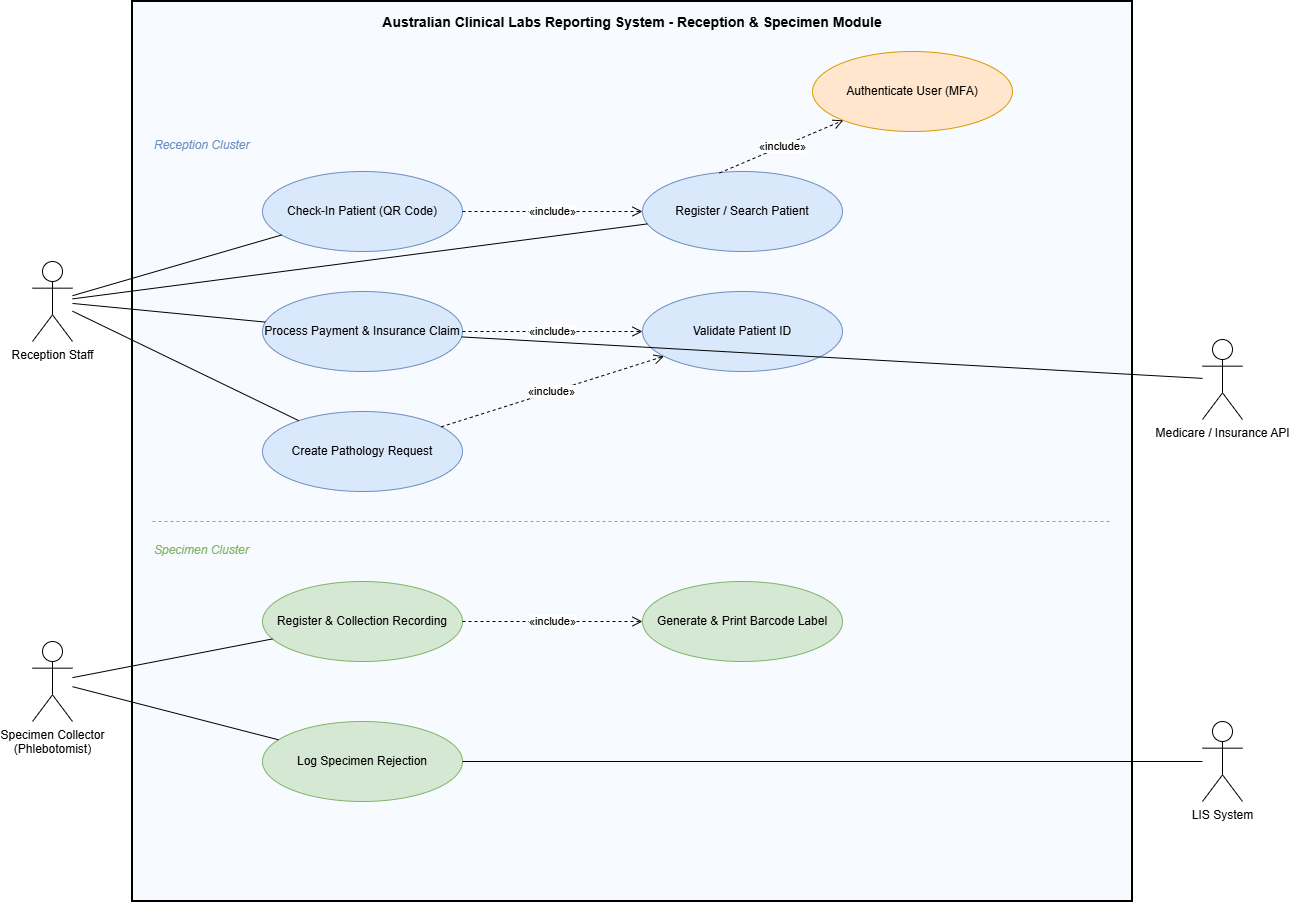 Australian Clinical Labs Reporting System - Reception & Specimen Module
Authenticate User (MFA)
Reception Cluster
«include»
Check-In Patient (QR Code)
«include»
Register / Search Patient
Reception Staff
Process Payment & Insurance Claim
«include»
Validate Patient ID
«include»
Medicare / Insurance API
Create Pathology Request
Specimen Cluster
Register & Collection Recording
«include»
Generate & Print Barcode Label
Specimen Collector
(Phlebotomist)
Log Specimen Rejection
LIS System